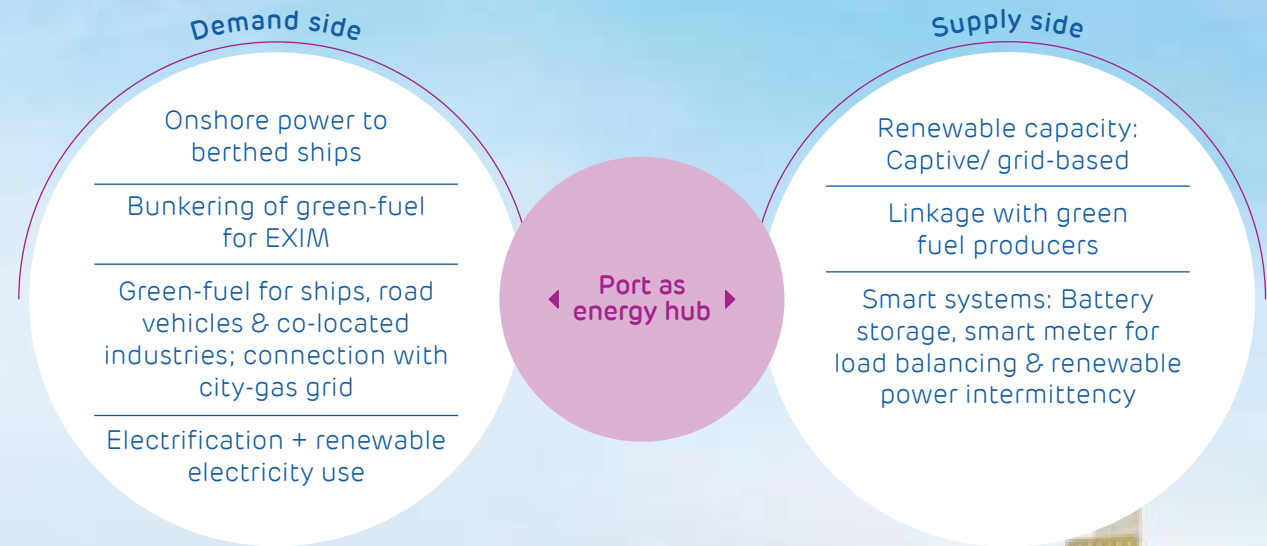 Demand side
Onshore power to
berthed ships
Bunkering of green-fuel
for EXIM
Green-fuel for ships, road
vehicles & co-located
industries; connection with
city-gas grid
Electrification + renewable
electricity use
Port as
energy hub
Supply side
Renewable capacity:
Captive/ grid-based
Linkage with green
fuel producers
Smart systems: Battery
storage, smart meter for
load balancing & renewable
power intermittency